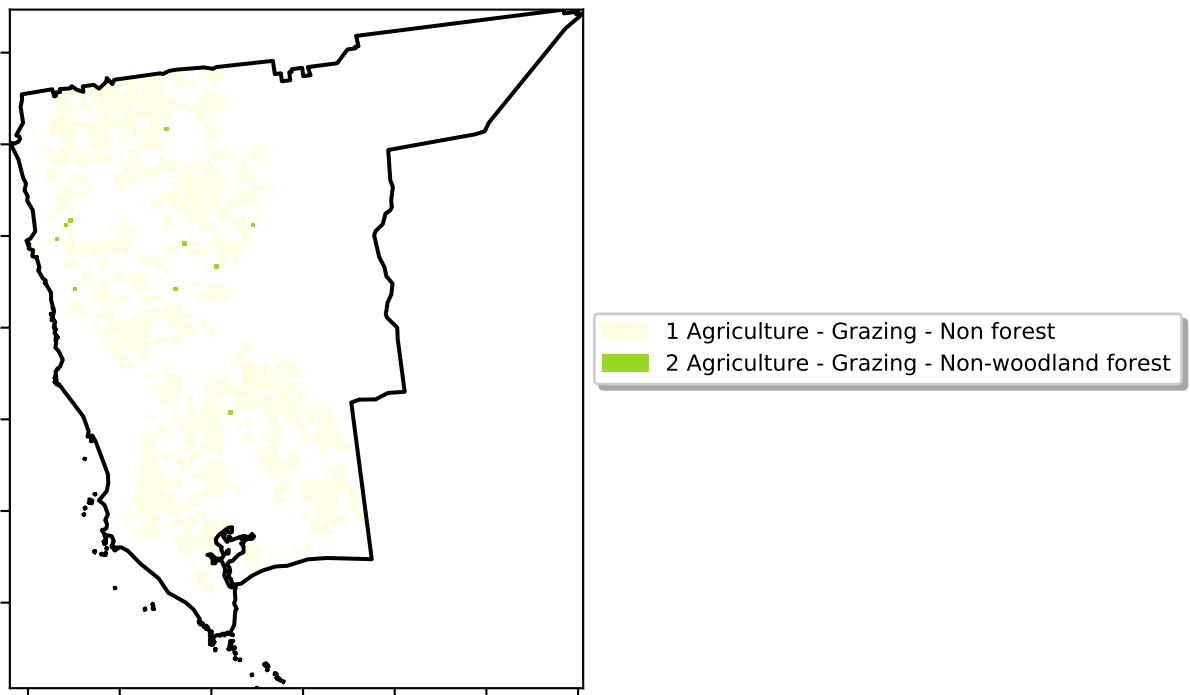 1 Agriculture - Grazing - Non forest
2 Agriculture - Grazing - Non-woodland forest